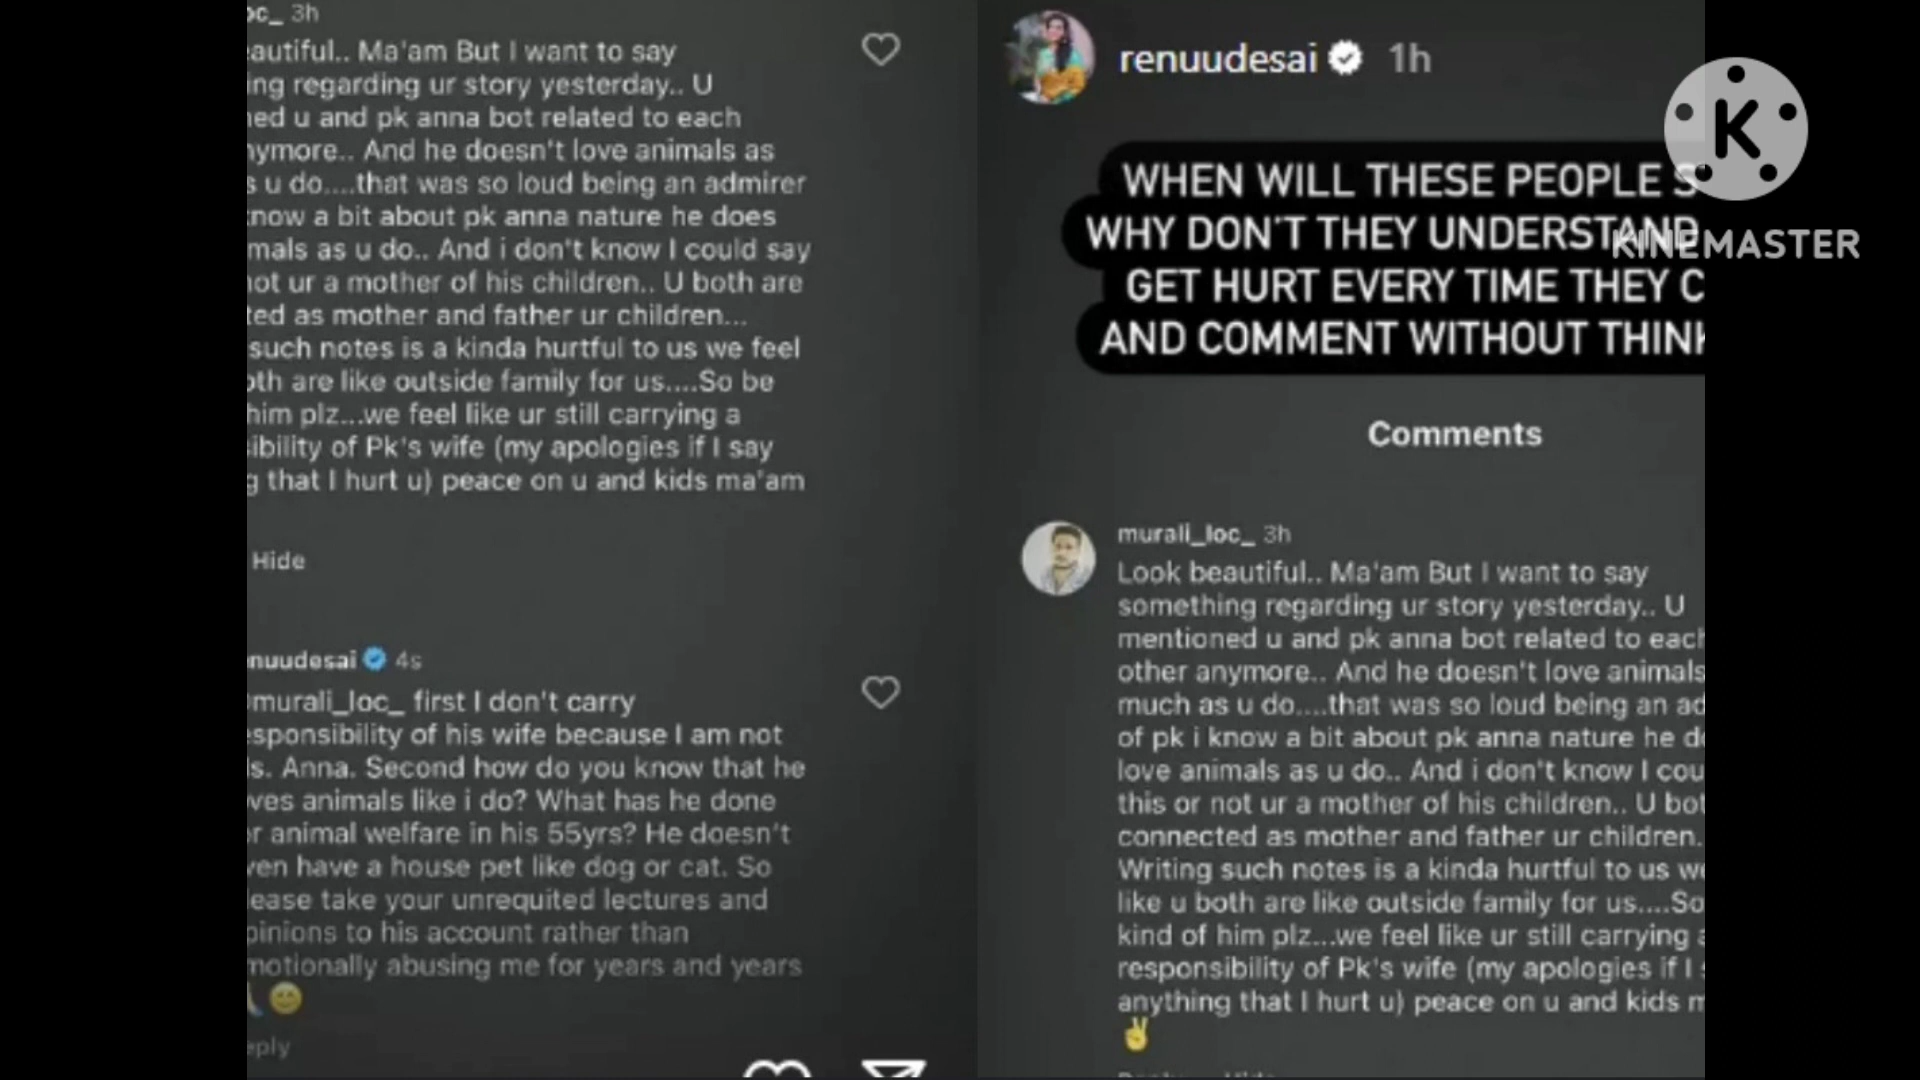 oc_ 3h
eautiful.. Ma'am But I want to say
ing regarding ur story yesterday.. U
ned u and pk anna bot related to each
nymore.. And he doesn't love animals as
s u do....that was so loud being an admirer
know a bit about pk anna nature he does
mals as u do.. And i don't know I could say
not ur a mother of his children.. U both are
ted as mother and father ur children...
such notes is a kinda hurtful to us we feel
oth are like outside family for us....So be
him plz...we feel like ur still carrying a
ibility of Pk's wife (my apologies if I say
g that I hurt u) peace on u and kids ma'am
Hide
enuudesai 4s
murali_loc_ first I don't carry
esponsibility of his wife because I am not
s. Anna. Second how do you know that he
ves animals like i do? What has he done
or animal welfare in his 55yrs? He doesn't
ven have a house pet like dog or cat. So
lease take your unrequited lectures and
pinions to his account rather than
motionally abusing me for years and years
😊
eply
renuudesai 1h
WHEN WILL THESE PEOPLE S
WHY DON'T THEY UNDERSTAND
GET HURT EVERY TIME THEY C
AND COMMENT WITHOUT THINK
Comments
murali_loc_ 3h
Look beautiful.. Ma'am But I want to say
something regarding ur story yesterday.. U
mentioned u and pk anna bot related to each
other anymore.. And he doesn't love animals
much as u do....that was so loud being an ad
of pk i know a bit about pk anna nature he do
love animals as u do.. And i don't know I cou
this or not ur a mother of his children.. U bot
connected as mother and father ur children.
Writing such notes is a kinda hurtful to us we
like u both are like outside family for us....So
kind of him plz...we feel like ur still carrying a
responsibility of Pk's wife (my apologies if I s
anything that I hurt u) peace on u and kids m
✌
K
KINEMASTER